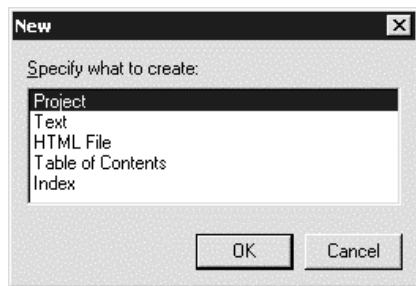 New
Specify what to create:
Project
Text
HTML File
Table of Contents
Index
OK Cancel